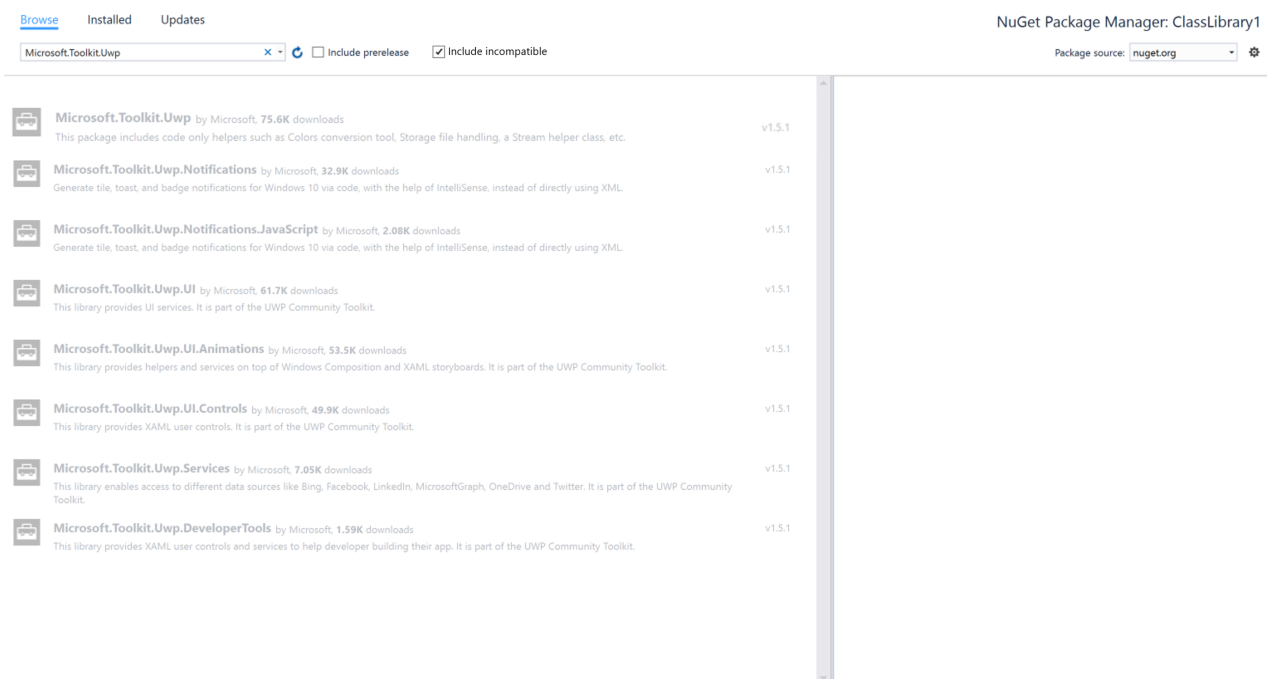 Browse Installed Updates
NuGet Package Manager: ClassLibrary1
Microsoft.Toolkit.Uwp Include prerelease Include incompatible Package source: nuget.org
Microsoft.Toolkit.Uwp by Microsoft, 75.6K downloads v1.5.1
This package includes code only helpers such as Colors conversion tool, Storage file handling, a Stream helper class, etc.
Microsoft.Toolkit.Uwp.Notifications by Microsoft, 32.9K downloads v1.5.1
Generate tile, toast, and badge notifications for Windows 10 via code, with the help of IntelliSense, instead of directly using XML.
Microsoft.Toolkit.Uwp.Notifications.JavaScript by Microsoft, 2.08K downloads v1.5.1
Generate tile, toast, and badge notifications for Windows 10 via code, with the help of IntelliSense, instead of directly using XML.
Microsoft.Toolkit.Uwp.UI by Microsoft, 61.7K downloads v1.5.1
This library provides UI services. It is part of the UWP Community Toolkit.
Microsoft.Toolkit.Uwp.UI.Animations by Microsoft, 53.5K downloads v1.5.1
This library provides helpers and services on top of Windows Composition and XAML storyboards. It is part of the UWP Community Toolkit.
Microsoft.Toolkit.Uwp.UI.Controls by Microsoft, 49.9K downloads v1.5.1
This library provides XAML user controls. It is part of the UWP Community Toolkit.
Microsoft.Toolkit.Uwp.Services by Microsoft, 7.05K downloads v1.5.1
This library enables access to different data sources like Bing, Facebook, LinkedIn, MicrosoftGraph, OneDrive and Twitter. It is part of the UWP Community
Toolkit.
Microsoft.Toolkit.Uwp.DeveloperTools by Microsoft, 1.59K downloads v1.5.1
This library provides XAML user controls and services to help developer building their app. It is part of the UWP Community Toolkit.